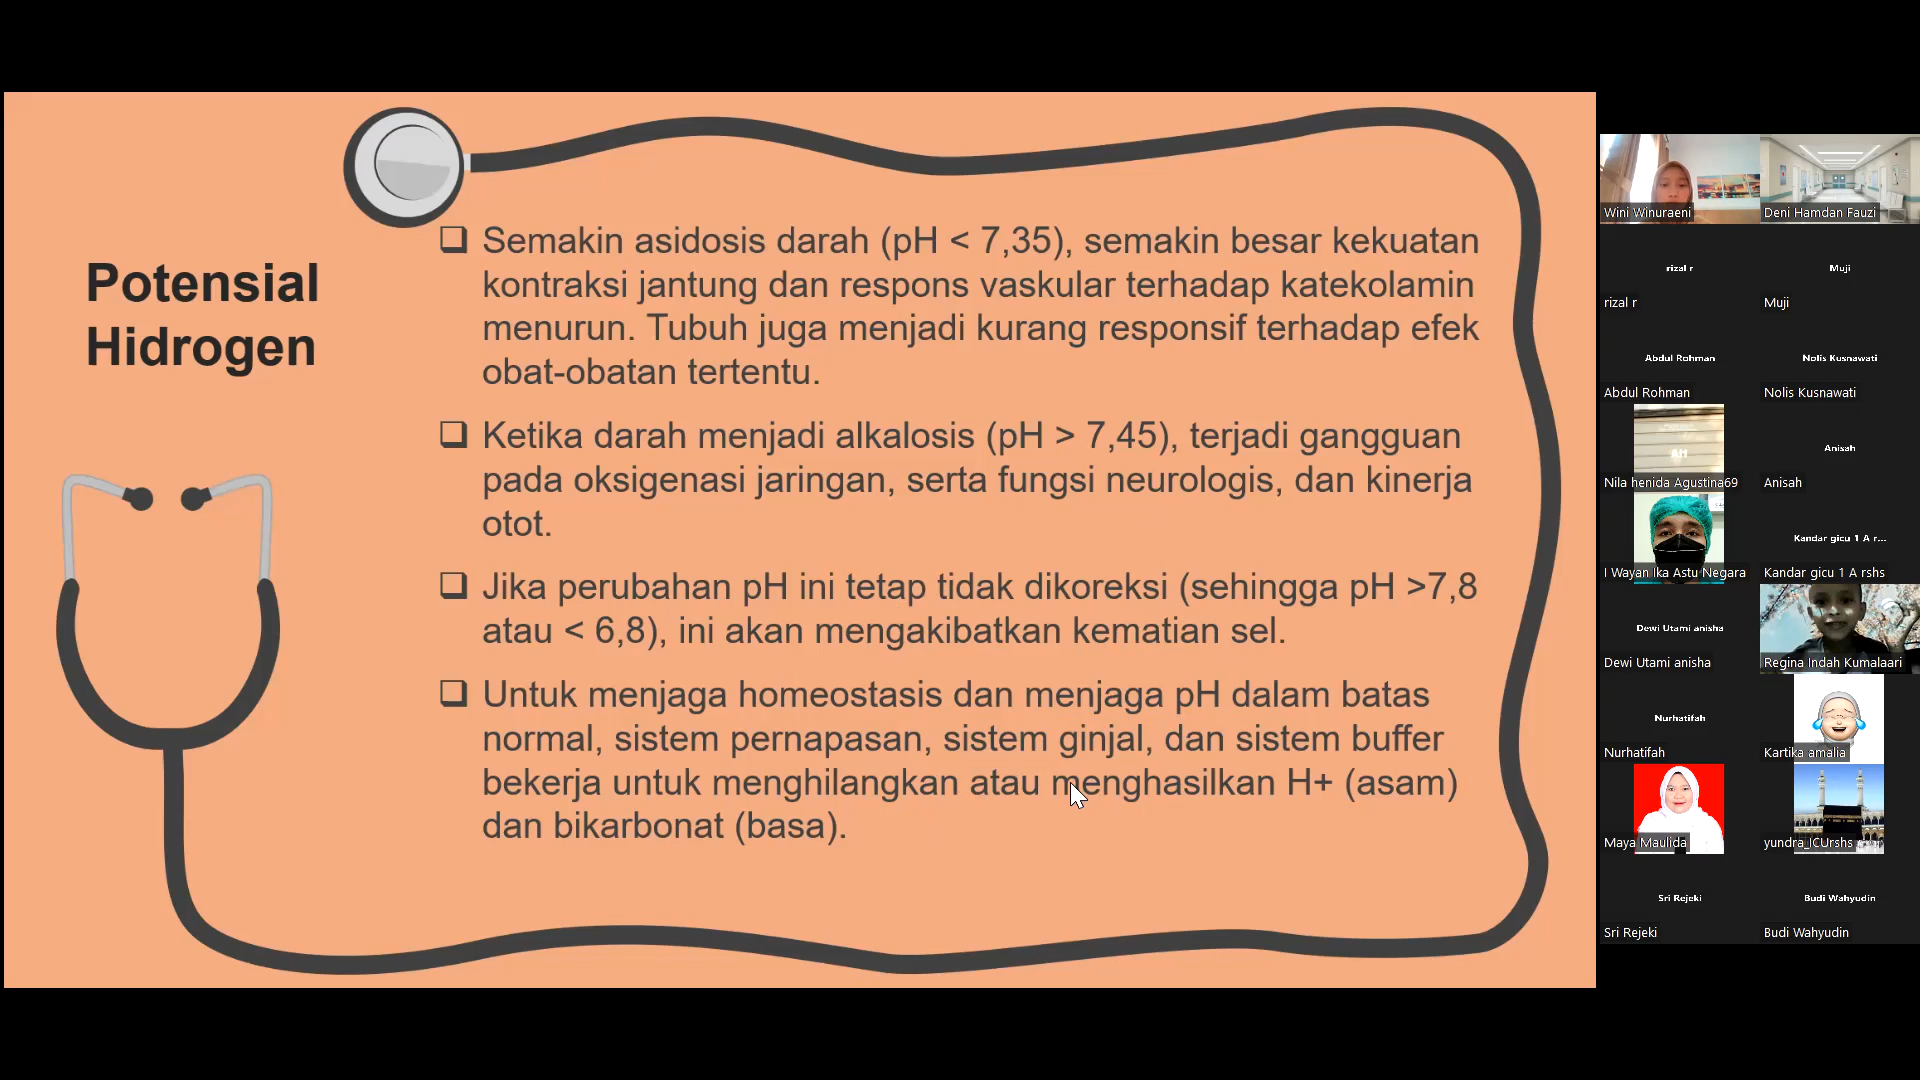 Potensial
Hidrogen
Semakin asidosis darah (pH < 7,35), semakin besar kekuatan
kontraksi jantung dan respons vaskular terhadap katekolamin
menurun. Tubuh juga menjadi kurang responsif terhadap efek
obat-obatan tertentu.
Ketika darah menjadi alkalosis (pH > 7,45), terjadi gangguan
pada oksigenasi jaringan, serta fungsi neurologis, dan kinerja
otot.
Jika perubahan pH ini tetap tidak dikoreksi (sehingga pH >7,8
atau < 6,8), ini akan mengakibatkan kematian sel.
Untuk menjaga homeostasis dan menjaga pH dalam batas
normal, sistem pernapasan, sistem ginjal, dan sistem buffer
bekerja untuk menghilangkan atau menghasilkan H+ (asam)
dan bikarbonat (basa).
Wini Winuraeni
Deni Hamdan Fauzi
rizal r
rizal r
Muji
Muji
Abdul Rohman
Abdul Rohman
Nolis Kusnawati
Nolis Kusnawati
Nila henida Agustina69
Anisah
Anisah
I Wayan Ika Astu Negara
Kandar gicu 1 A r...
Kandar gicu 1 A rshs
Dewi Utami anisha
Dewi Utami anisha
Regina Indah Kumalaari
Nurhatifah
Nurhatifah
Kartika amalia
Maya Maulida
yundra_ICUrshs
Sri Rejeki
Sri Rejeki
Budi Wahyudin
Budi Wahyudin